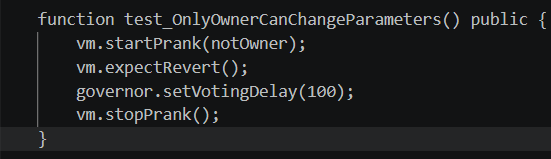 function test_OnlyOwnerCanChangeParameters() public {
    vm.startPrank(notOwner);
    vm.expectRevert();
    governor.setVotingDelay(100);
    vm.stopPrank();
}